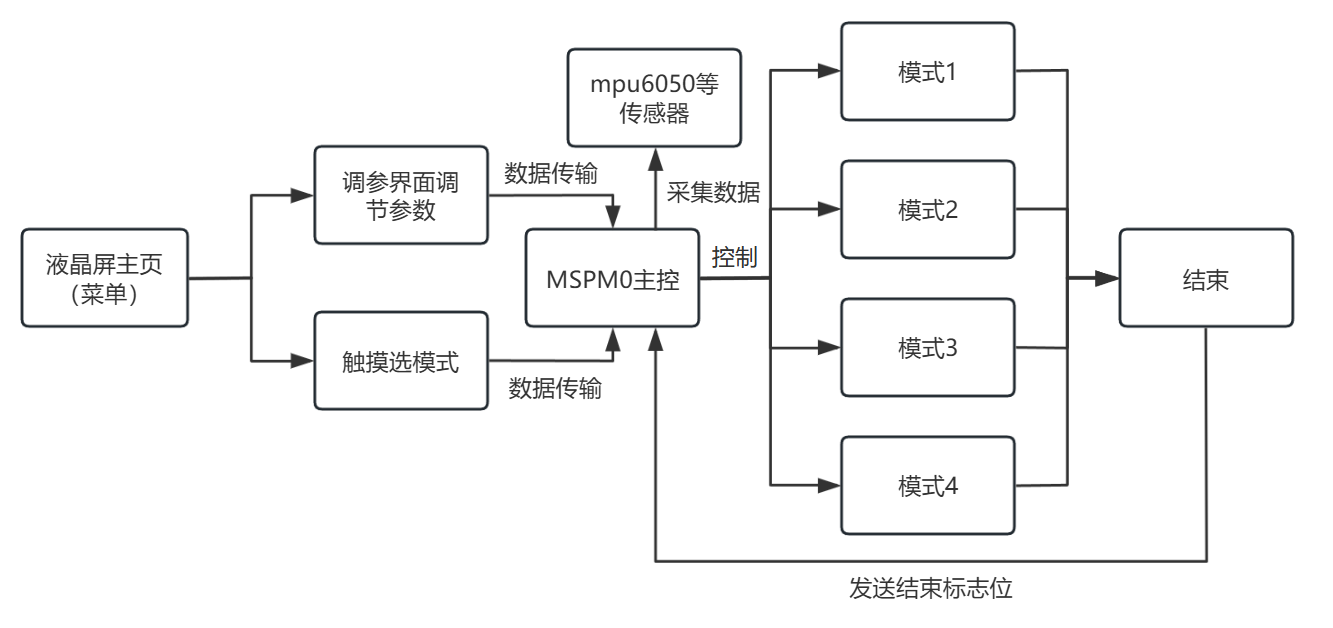 液晶屏主页
（菜单）
调参界面调
节参数
触摸选模式
数据传输
数据传输
mpu6050等
传感器
采集数据
MSPM0主控
控制
模式1
模式2
模式3
模式4
结束
发送结束标志位